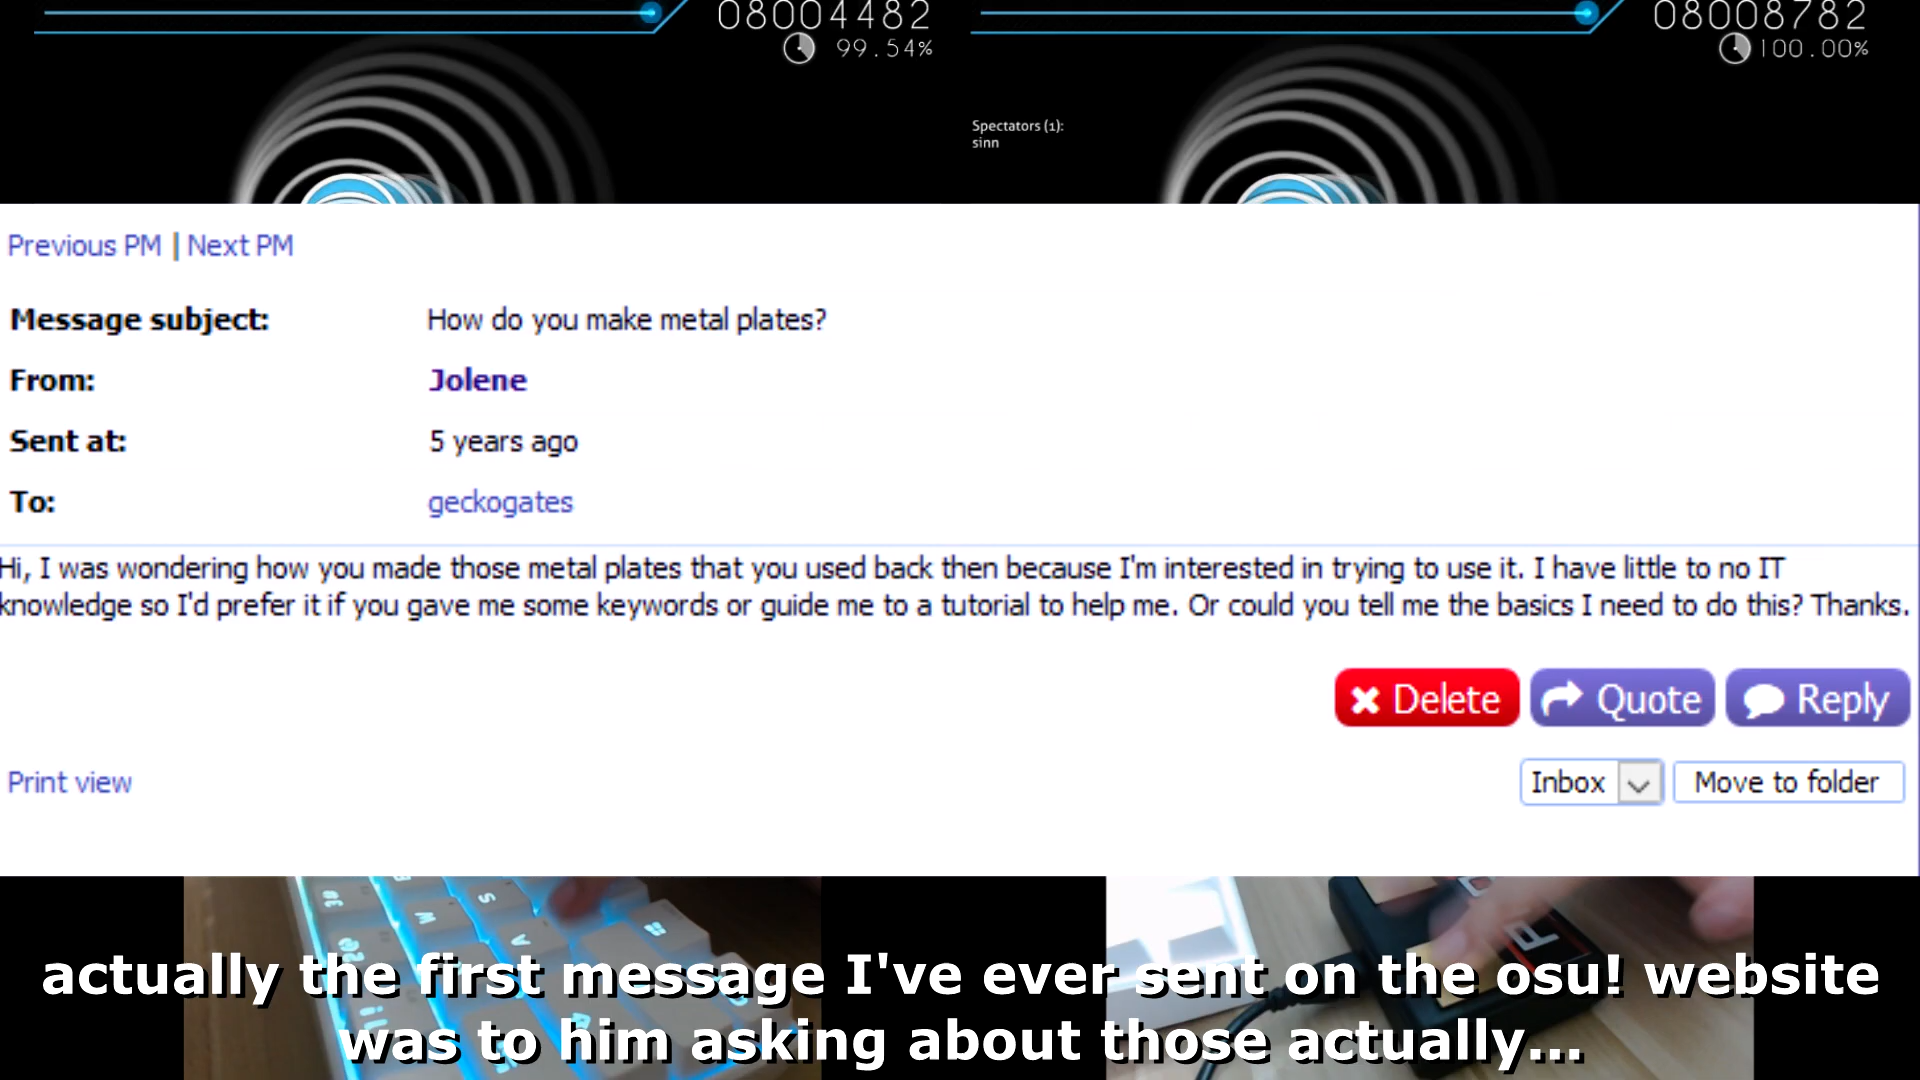 08004482
99.54%
08008782
100.00%
Spectators (1):
sinn
Previous PM | Next PM
Message subject: How do you make metal plates?
From: Jolene
Sent at: 5 years ago
To: geckogates
Hi, I was wondering how you made those metal plates that you used back then because I'm interested in trying to use it. I have little to no IT
knowledge so I'd prefer it if you gave me some keywords or guide me to a tutorial to help me. Or could you tell me the basics I need to do this? Thanks.
Delete Quote Reply
Print view
Inbox Move to folder
actually the first message I've ever sent on the osu! website
was to him asking about those actually...